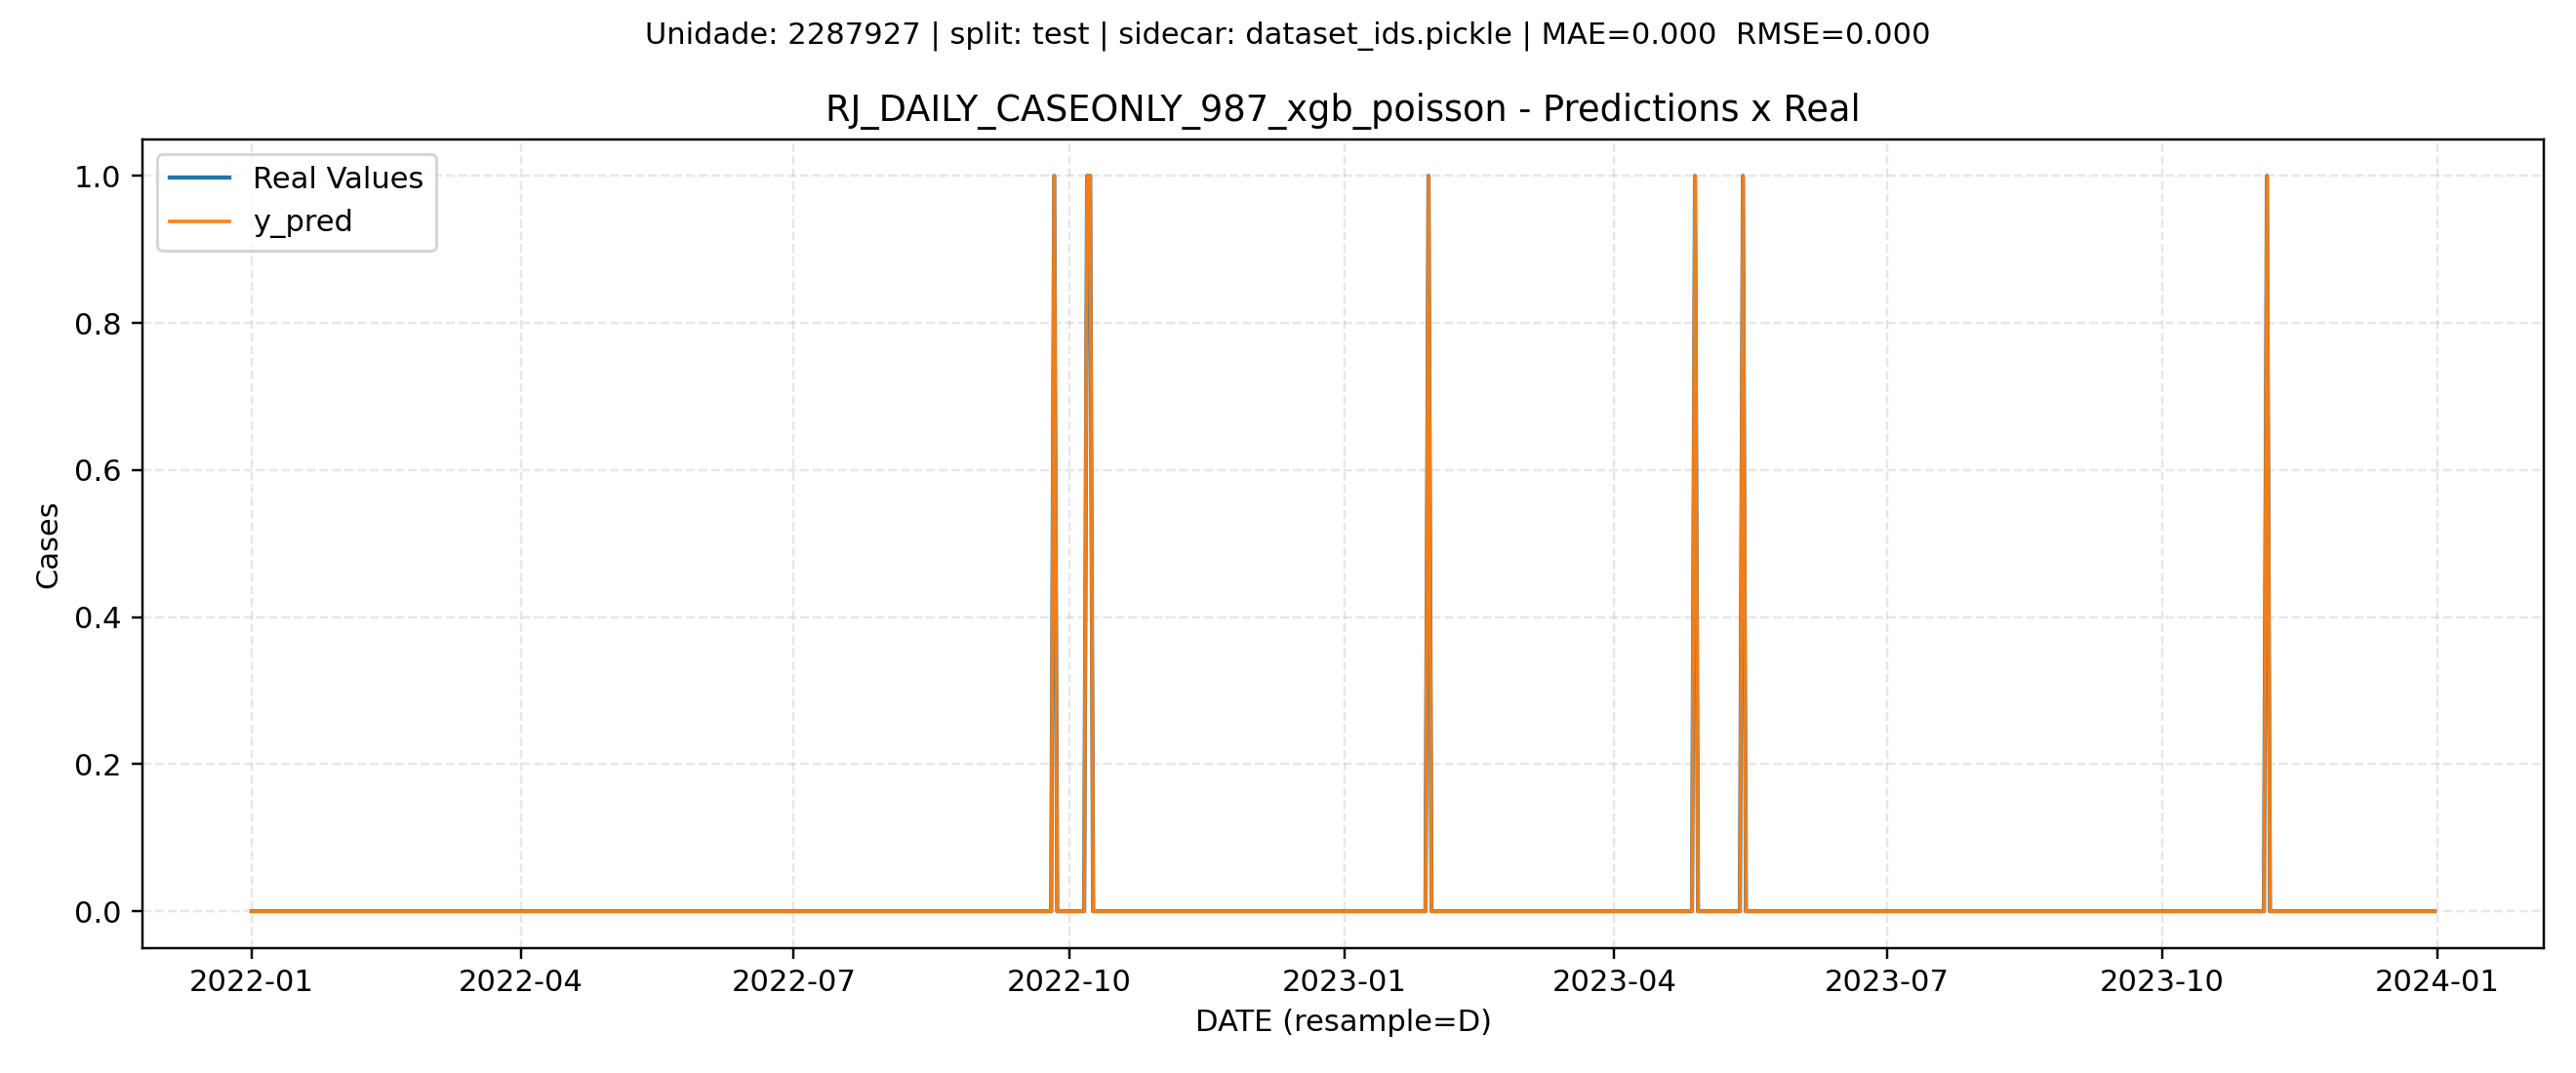 Unidade: 2287927 | split: test | sidecar: dataset_ids.pickle | MAE=0.000  RMSE=0.000
RJ_DAILY_CASEONLY_987_xgb_poisson - Predictions x Real
Real Values
y_pred
Cases
1.0
0.8
0.6
0.4
0.2
0.0
2022-01 2022-04 2022-07 2022-10 2023-01 2023-04 2023-07 2023-10 2024-01
DATE (resample=D)